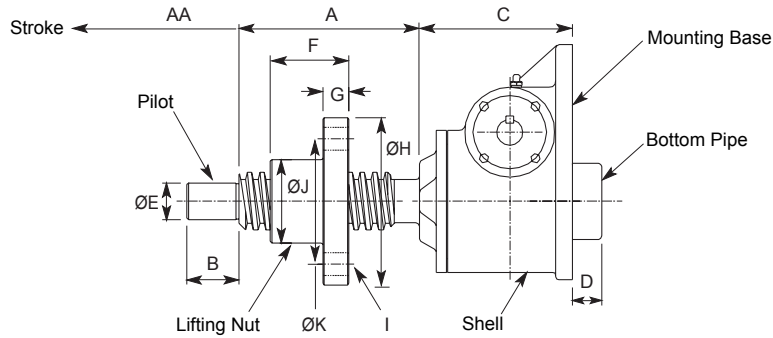 Stroke
AA
A
C
F
Mounting Base
G
Pilot
Bottom Pipe
ØH
ØJ
ØE
B
D
Lifting Nut
ØK
I
Shell